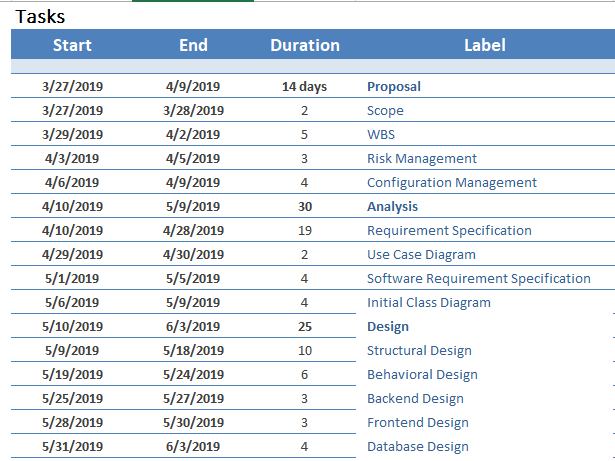 Tasks
Start End Duration Label
3/27/2019 4/9/2019 14 days Proposal
3/27/2019 3/28/2019 2 Scope
3/29/2019 4/2/2019 5 WBS
4/3/2019 4/5/2019 3 Risk Management
4/6/2019 4/9/2019 4 Configuration Management
4/10/2019 5/9/2019 30 Analysis
4/10/2019 4/28/2019 19 Requirement Specification
4/29/2019 4/30/2019 2 Use Case Diagram
5/1/2019 5/5/2019 4 Software Requirement Specification
5/6/2019 5/9/2019 4 Initial Class Diagram
5/10/2019 6/3/2019 25 Design
5/9/2019 5/18/2019 10 Structural Design
5/19/2019 5/24/2019 6 Behavioral Design
5/25/2019 5/27/2019 3 Backend Design
5/28/2019 5/30/2019 3 Frontend Design
5/31/2019 6/3/2019 4 Database Design